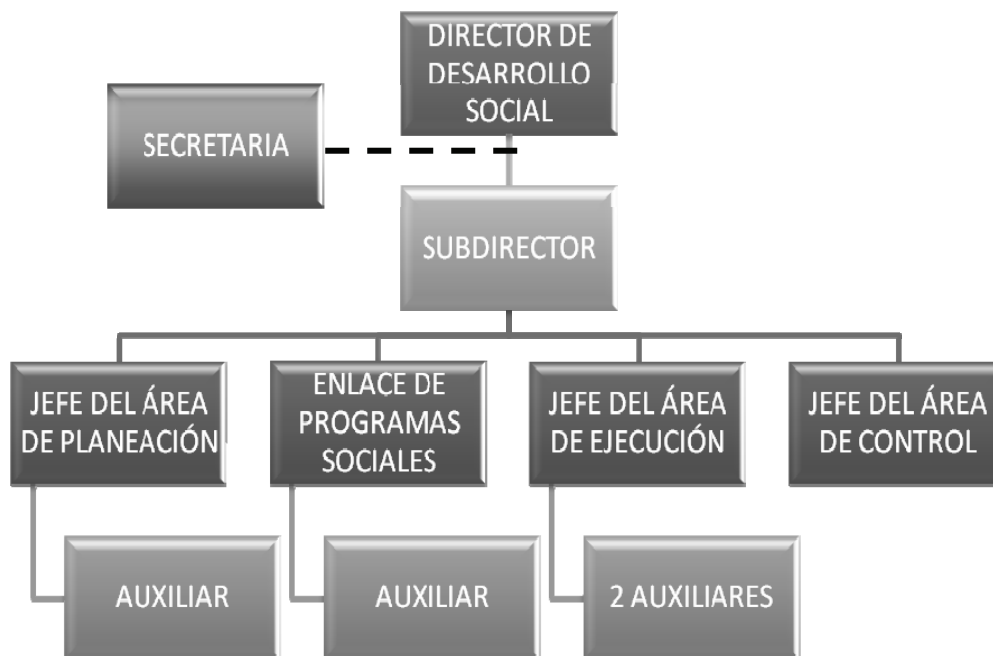 DIRECTOR DE
DESARROLLO
SOCIAL
SECRETARIA
SUBDIRECTOR
JEFE DEL ÁREA
DE PLANEACIÓN
ENLACE DE
PROGRAMAS
SOCIALES
JEFE DEL ÁREA
DE EJECUCIÓN
JEFE DEL ÁREA
DE CONTROL
AUXILIAR
AUXILIAR
2 AUXILIARES